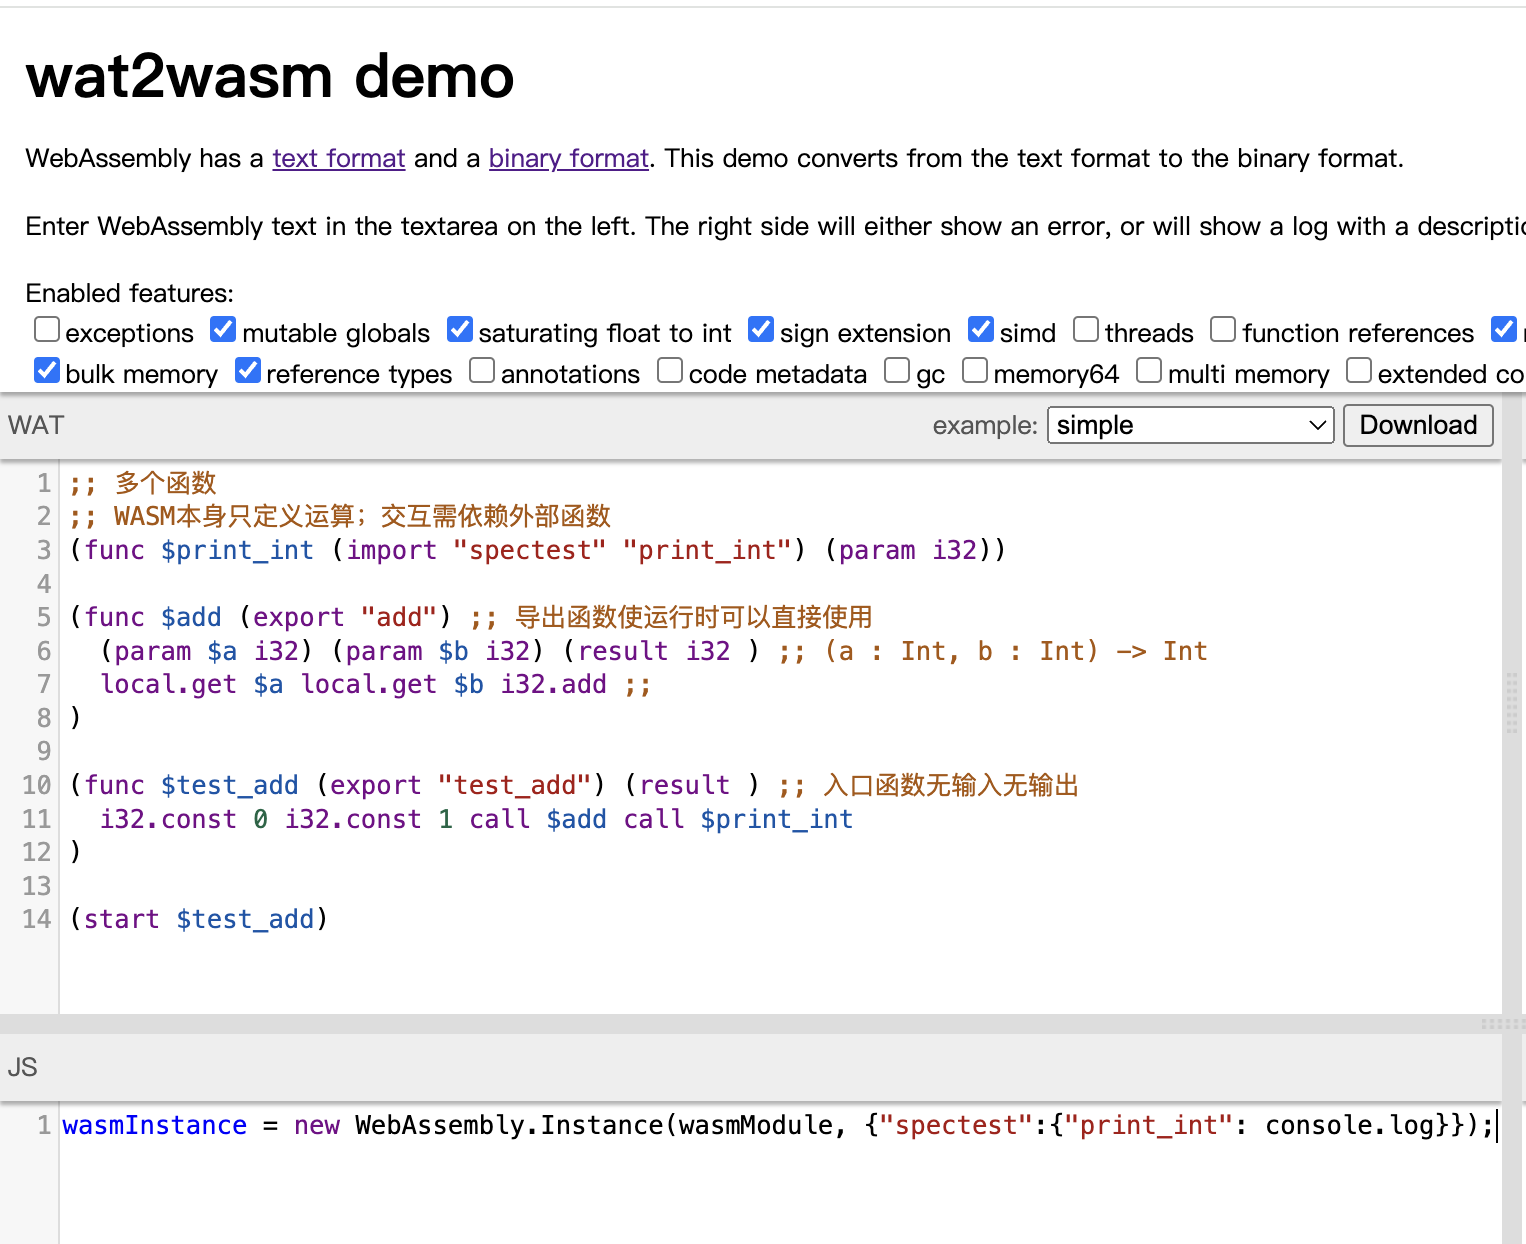 wat2wasm demo
WebAssembly has a text format and a binary format. This demo converts from the text format to the binary format.
Enter WebAssembly text in the textarea on the left. The right side will either show an error, or will show a log with a
Enabled features:
exceptions mutable globals saturating float to int sign extension simd threads function references
bulk memory reference types annotations code metadata gc memory64 multi memory extended
WAT example: simple Download
1 ;; 多个函数
2 ;; WASM本身只定义运算；交互需依赖外部函数
3 (func $print_int (import "spectest" "print_int") (param i32))
4
5 (func $add (export "add") ;; 导出函数使运行时可以直接使用
6 (param $a i32) (param $b i32) (result i32 ) ;; (a : Int, b : Int) -> Int
7 local.get $a local.get $b i32.add ;;
8 )
9
10 (func $test_add (export "test_add") (result ) ;; 入口函数无输入无输出
11 i32.const 0 i32.const 1 call $add call $print_int
12 )
13
14 (start $test_add)
JS
1 wasmInstance = new WebAssembly.Instance(wasmModule, {"spectest":{"print_int": console.log}});